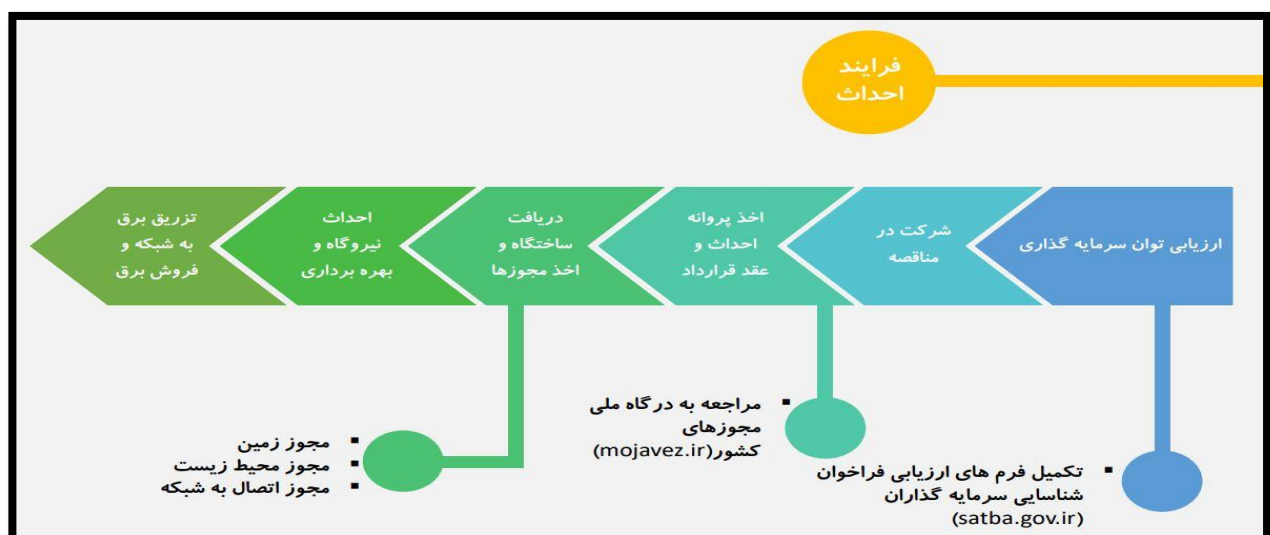 فرایند
احداث
ارزیابی توان سرمایه گذاری
شرکت در
مناقصه
اخذ پروانه
احداث و
عقد قرارداد
دریافت
ساختگاه و
اخذ مجوزها
احداث
نیروگاه و
بهره برداری
تزریق برق
به شبکه و
فروش برق
▪ تکمیل فرم های ارزیابی فراخوان
شناسایی سرمایه گذاران
(satba.gov.ir)
▪ مراجعه به درگاه ملی
مجوزهای
کشور(mojavez.ir)
▪ مجوز زمین
▪ مجوز محیط زیست
▪ مجوز اتصال به شبکه